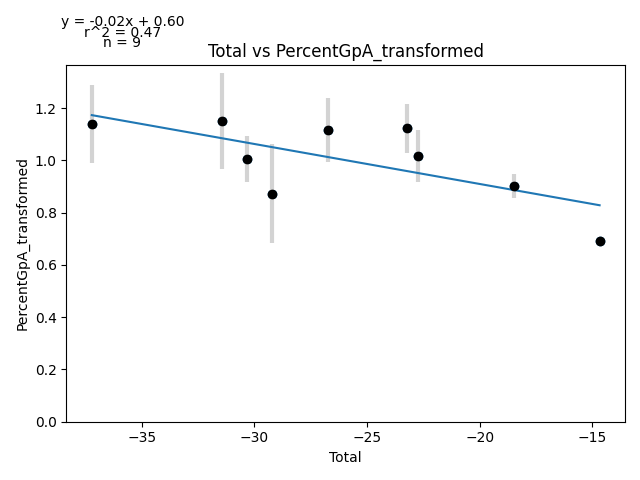 y = -0.02x + 0.60
r^2 = 0.47
n = 9
Total vs PercentGpA_transformed
PercentGpA_transformed
1.2
1.0
0.8
0.6
0.4
0.2
0.0
−35
−30
−25
−20
−15
Total